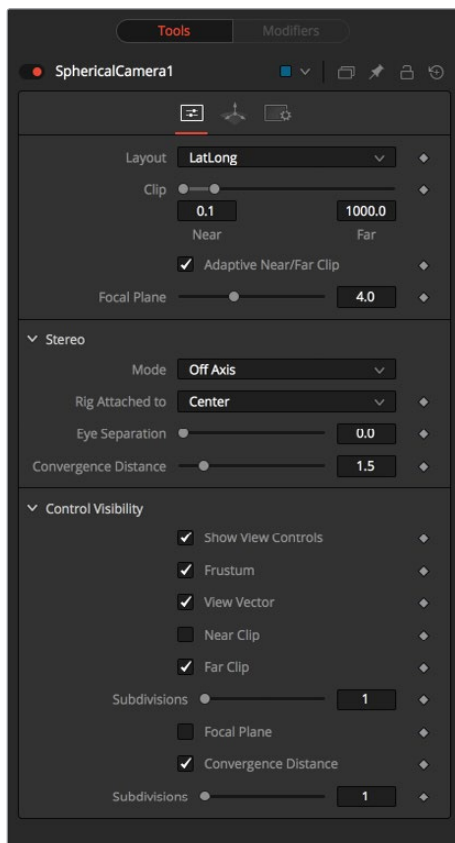 Tools Modifiers
SphericalCamera1
Layout LatLong
Clip
0.1 1000.0
Near Far
Adaptive Near/Far Clip
Focal Plane 4.0
Stereo
Mode Off Axis
Rig Attached to Center
Eye Separation 0.0
Convergence Distance 1.5
Control Visibility
Show View Controls
Frustum
View Vector
Near Clip
Far Clip
Subdivisions 1
Focal Plane
Convergence Distance
Subdivisions 1